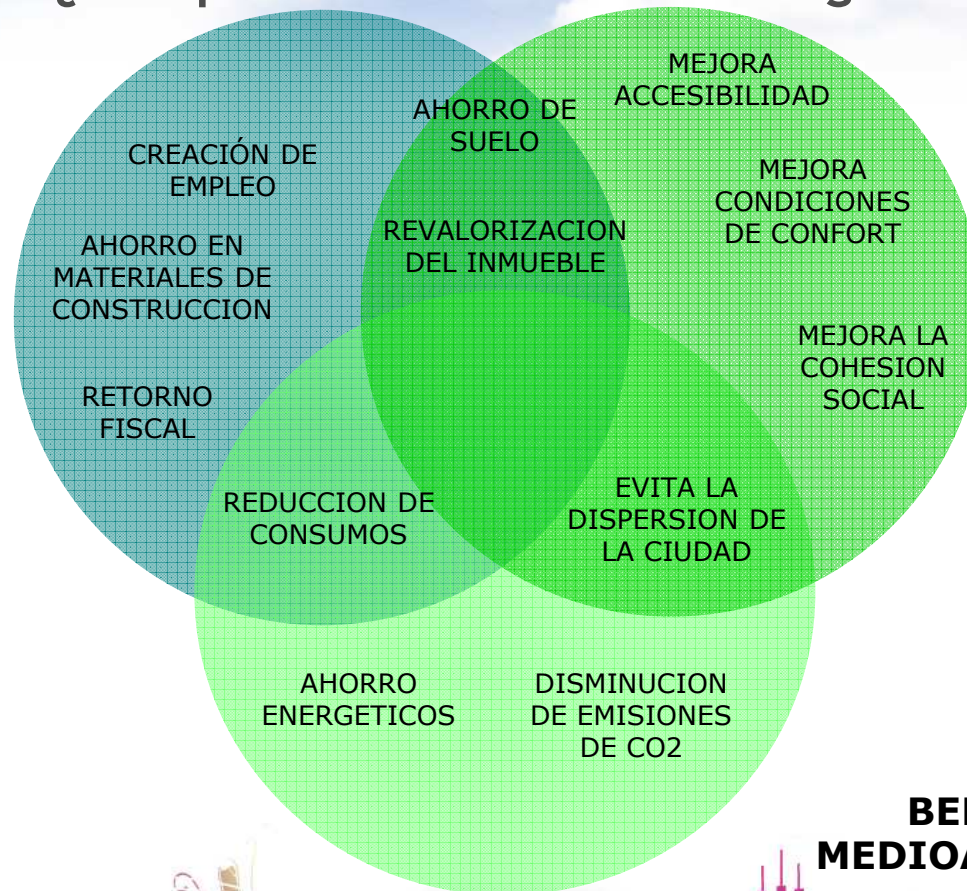 MEJORA
ACCESIBILIDAD
AHORRO DE
SUELO
CREACIÓN DE
EMPLEO
MEJORA
CONDICIONES
DE CONFORT
REVALORIZACION
DEL INMUEBLE
AHORRO EN
MATERIALES DE
CONSTRUCCION
MEJORA LA
COHESION
SOCIAL
RETORNO
FISCAL
REDUCCION DE
CONSUMOS
EVITA LA
DISPERSION DE
LA CIUDAD
AHORRO
ENERGETICOS
DISMINUCION
DE EMISIONES
DE CO2